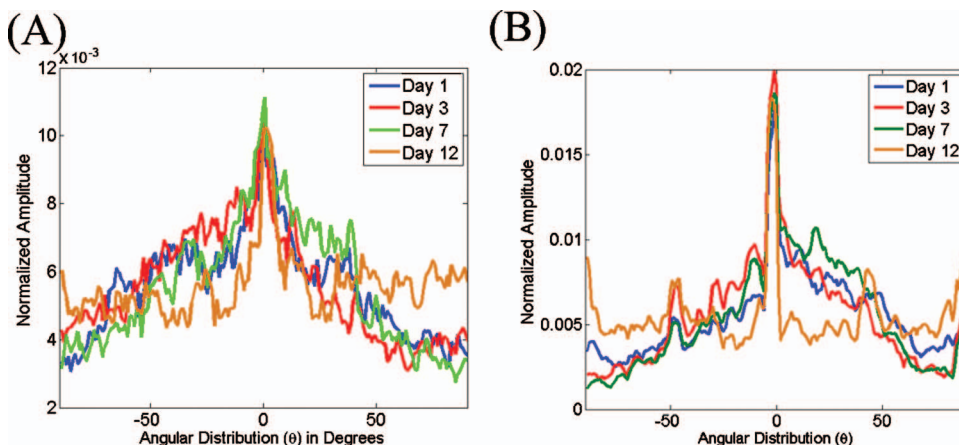 (A)
× 10⁻³
12
10
8
6
4
2
Normalized Amplitude
-50
0
50
Angular Distribution (θ) in Degrees
Day 1
Day 3
Day 7
Day 12
(B)
0.02
0.015
0.01
0.005
0
Normalized Amplitude
-50
0
50
Angular Distribution (θ)
Day 1
Day 3
Day 7
Day 12